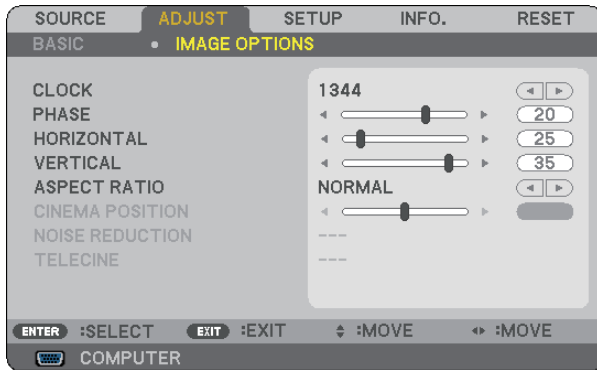 SOURCE ADJUST SETUP INFO. RESET
BASIC • IMAGE OPTIONS
CLOCK 1344
PHASE 20
HORIZONTAL 25
VERTICAL 35
ASPECT RATIO NORMAL
CINEMA POSITION
NOISE REDUCTION ---
TELECINE ---
ENTER :SELECT EXIT :EXIT :MOVE :MOVE
COMPUTER